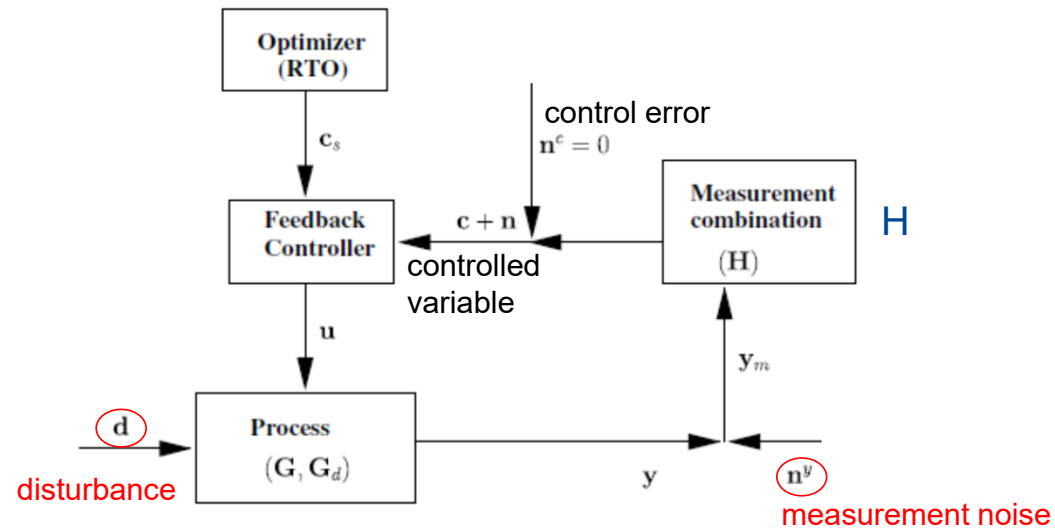 Optimizer
(RTO)
control error
c_s
n^c = 0
Measurement
combination
(H)
H
Feedback
Controller
c + n
controlled
variable
u
y_m
d
disturbance
Process
(G, G_d)
y
n^y
measurement noise